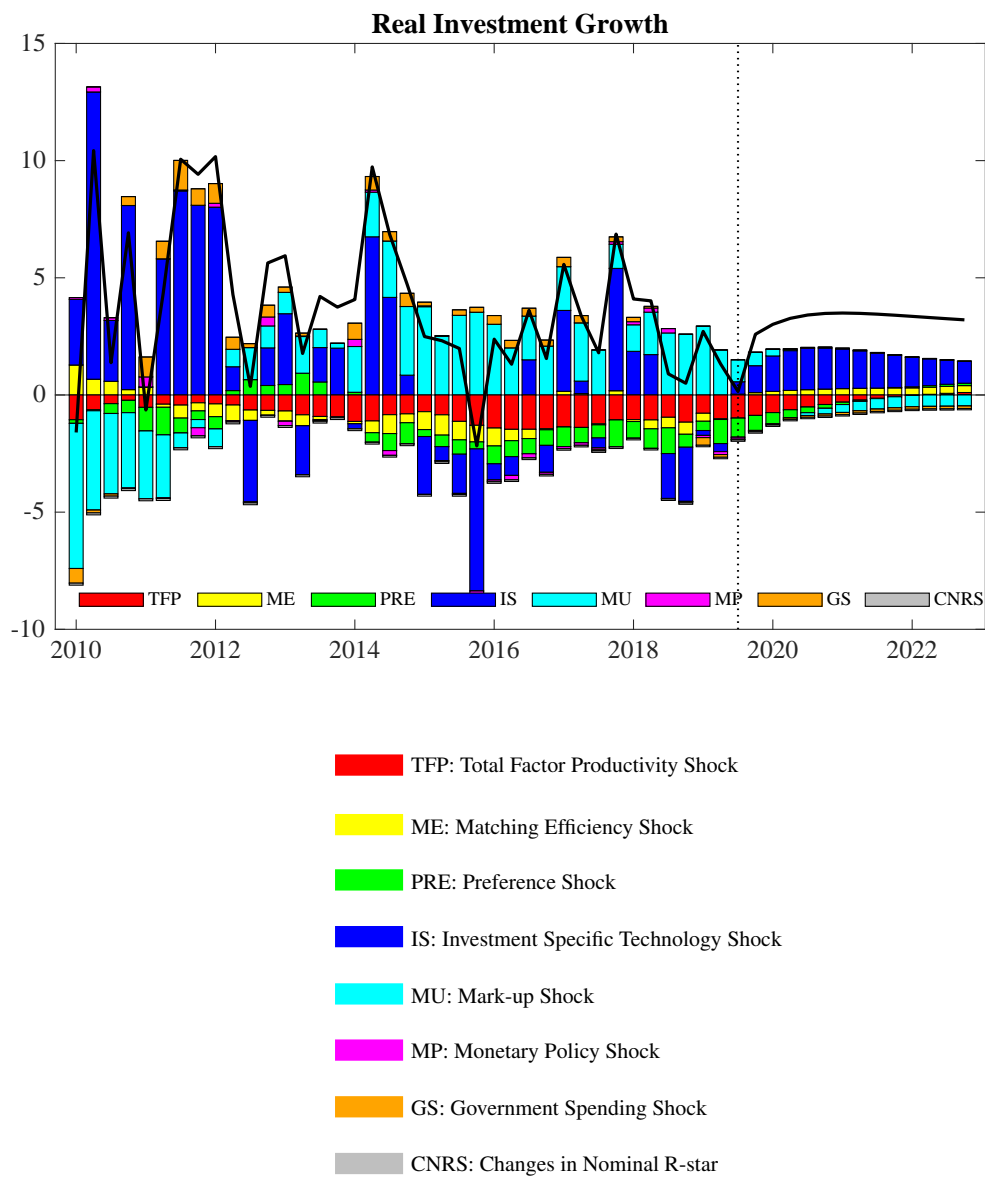 Real Investment Growth
15
10
5
0
-5
-10
TFP ME PRE IS MU MP GS CNRS
2010 2012 2014 2016 2018 2020 2022
TFP: Total Factor Productivity Shock
ME: Matching Efficiency Shock
PRE: Preference Shock
IS: Investment Specific Technology Shock
MU: Mark-up Shock
MP: Monetary Policy Shock
GS: Government Spending Shock
CNRS: Changes in Nominal R-star